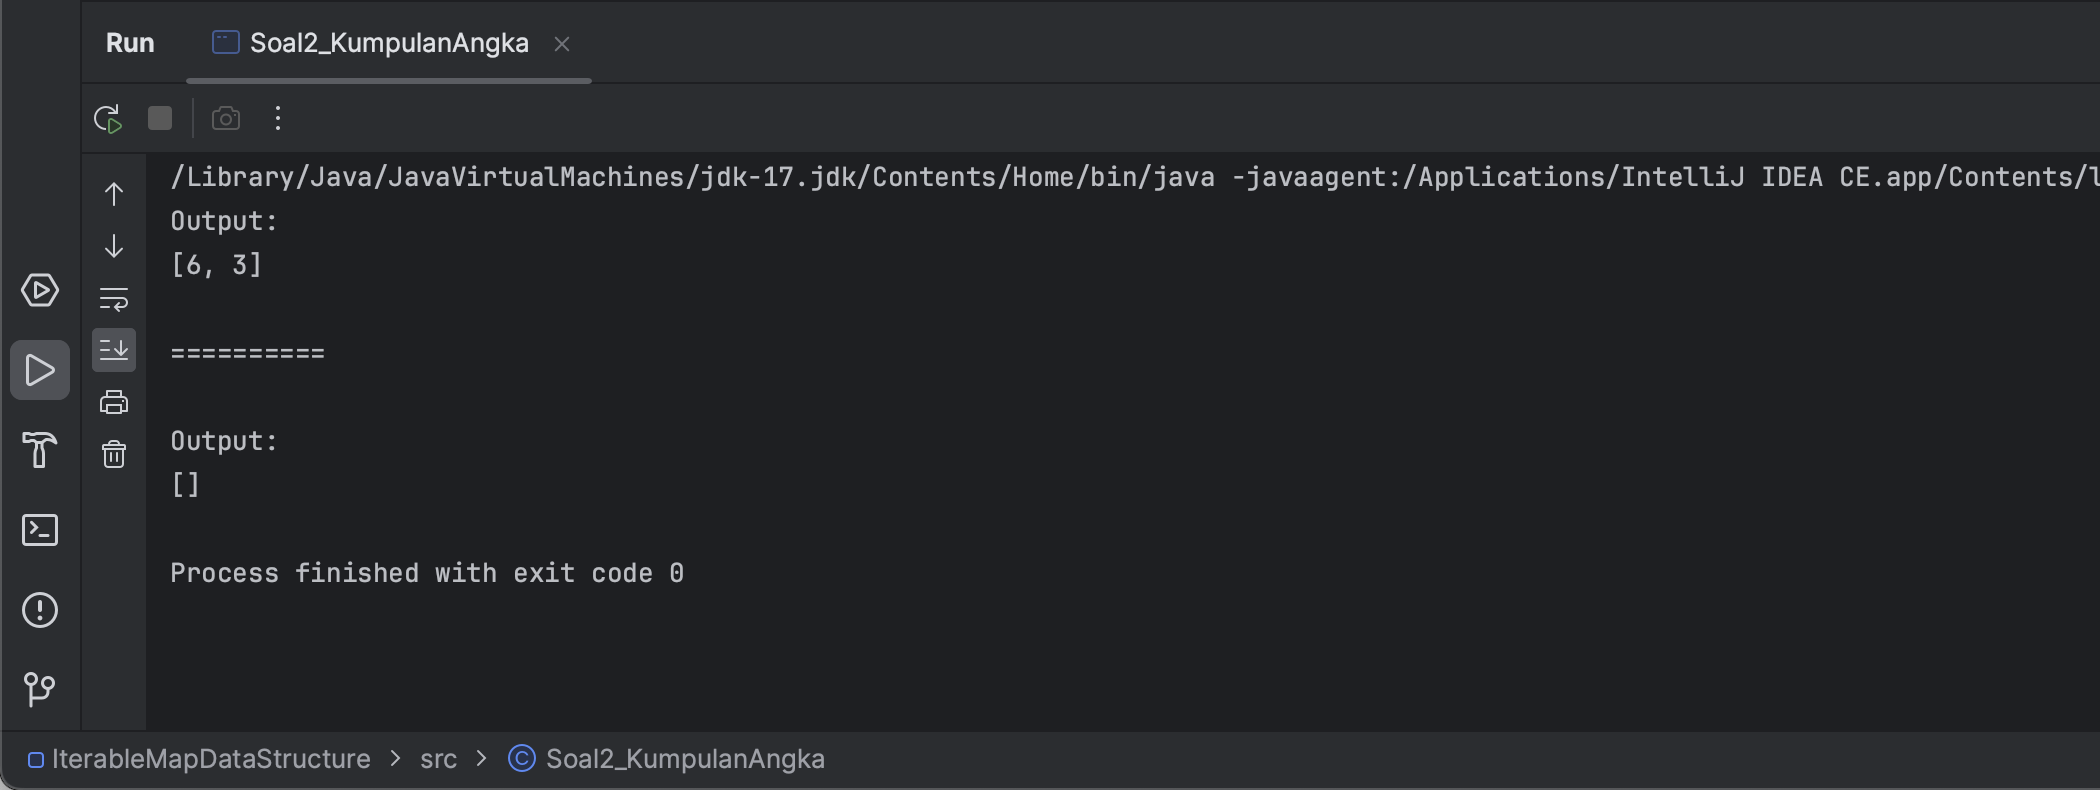 Run Soal2_KumpulanAngka
/Library/Java/JavaVirtualMachines/jdk-17.jdk/Contents/Home/bin/java -javaagent:/Applications/IntelliJ IDEA CE.app/Contents/
Output:
[6, 3]
==========
Output:
[]
Process finished with exit code 0
IterableMapDataStructure > src > Soal2_KumpulanAngka